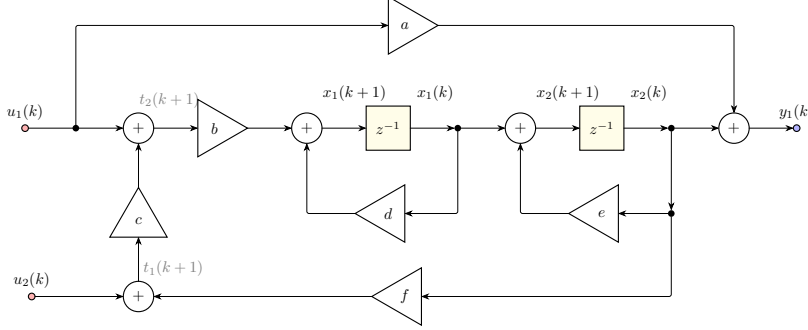 a
t₂(k+1)
x₁(k+1)
x₁(k)
x₂(k+1)
x₂(k)
u₁(k)
y₁(k
+
b
+
z⁻¹
+
z⁻¹
+
c
d
e
t₁(k+1)
u₂(k)
+
f